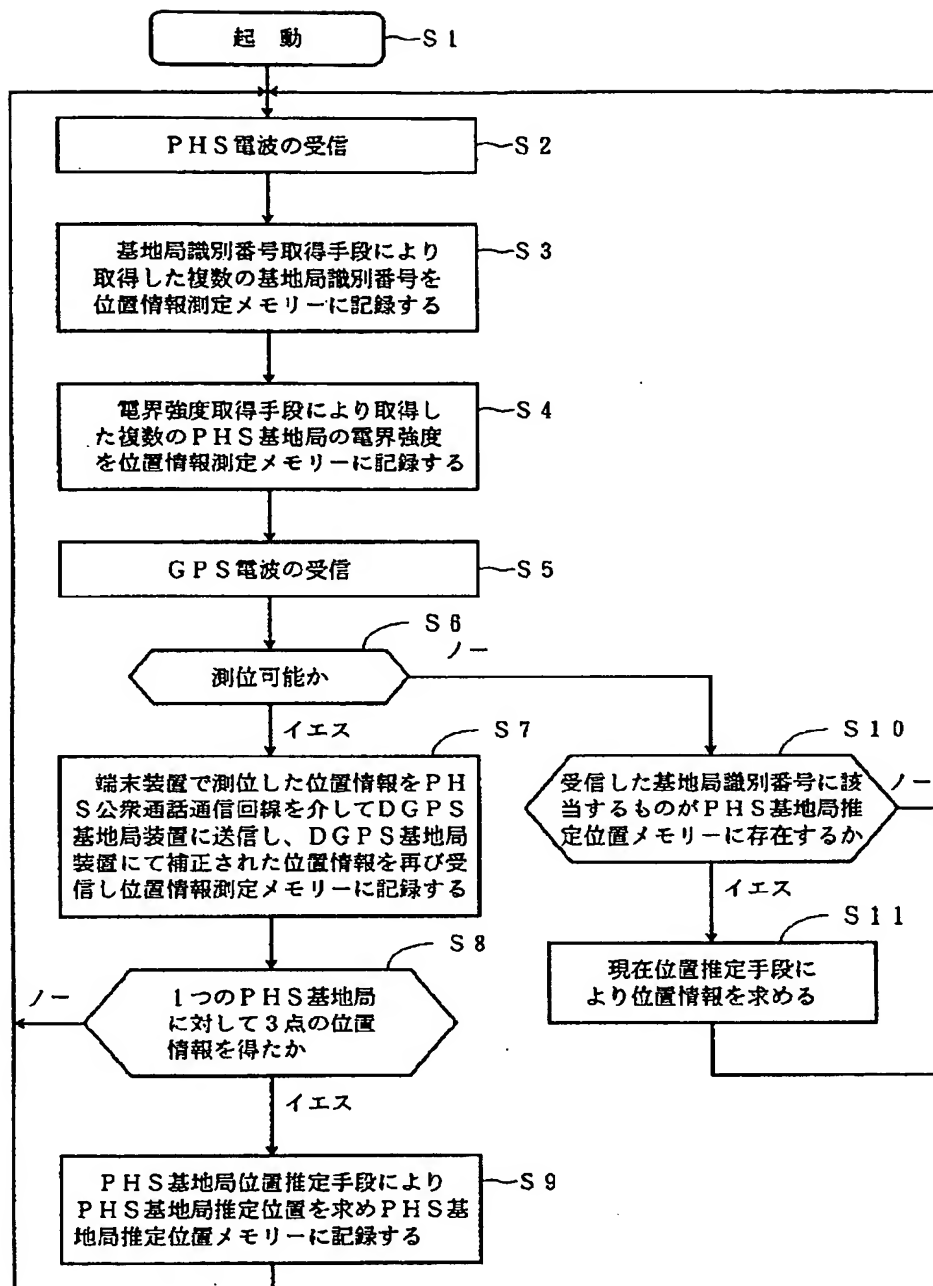 起 動
S1
PHS電波の受信
S2
基地局識別番号取得手段により
取得した複数の基地局識別番号を
位置情報測定メモリーに記録する
S3
電界強度取得手段により取得し
た複数のPHS基地局の電界強度
を位置情報測定メモリーに記録する
S4
GPS電波の受信
S5
測位可能か
S6
ノー
イエス
端末装置で測位した位置情報をPH
S公衆通話通信回線を介してDGPS
基地局装置に送信し、DGPS基地局
装置にて補正された位置情報を再び受
信し位置情報測定メモリーに記録する
S7
1つのPHS基地局
に対して3点の位置
情報を得たか
S8
ノー
イエス
PHS基地局位置推定手段により
PHS基地局推定位置を求めPHS基
地局推定位置メモリーに記録する
S9
受信した基地局識別番号に該
当するものがPHS基地局推
定位置メモリーに存在するか
S10
ノー
イエス
現在位置推定手段に
より位置情報を求める
S11